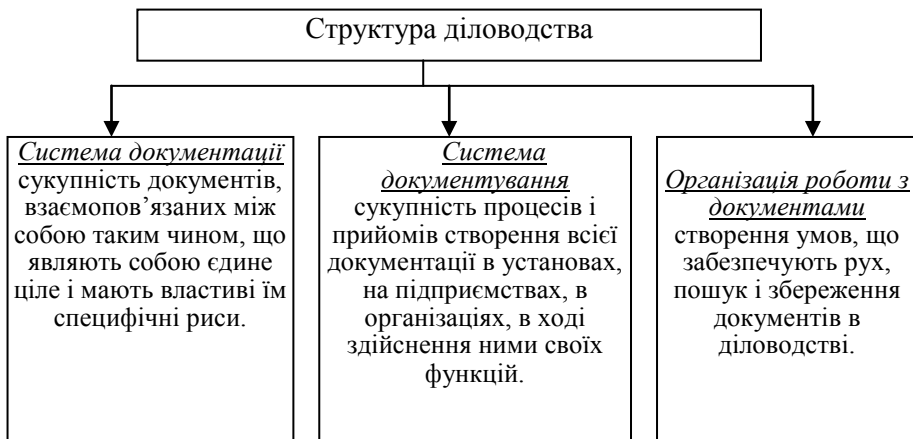 Структура діловодства
Система документації
сукупність документів,
взаємопов’язаних між
собою таким чином, що
являють собою єдине
ціле і мають властиві їм
специфічні риси.
Система
документування
сукупність процесів і
прийомів створення всієї
документації в установах,
на підприємствах, в
організаціях, в ході
здійснення ними своїх
функцій.
Організація роботи з
документами
створення умов, що
забезпечують рух,
пошук і збереження
документів в
діловодстві.